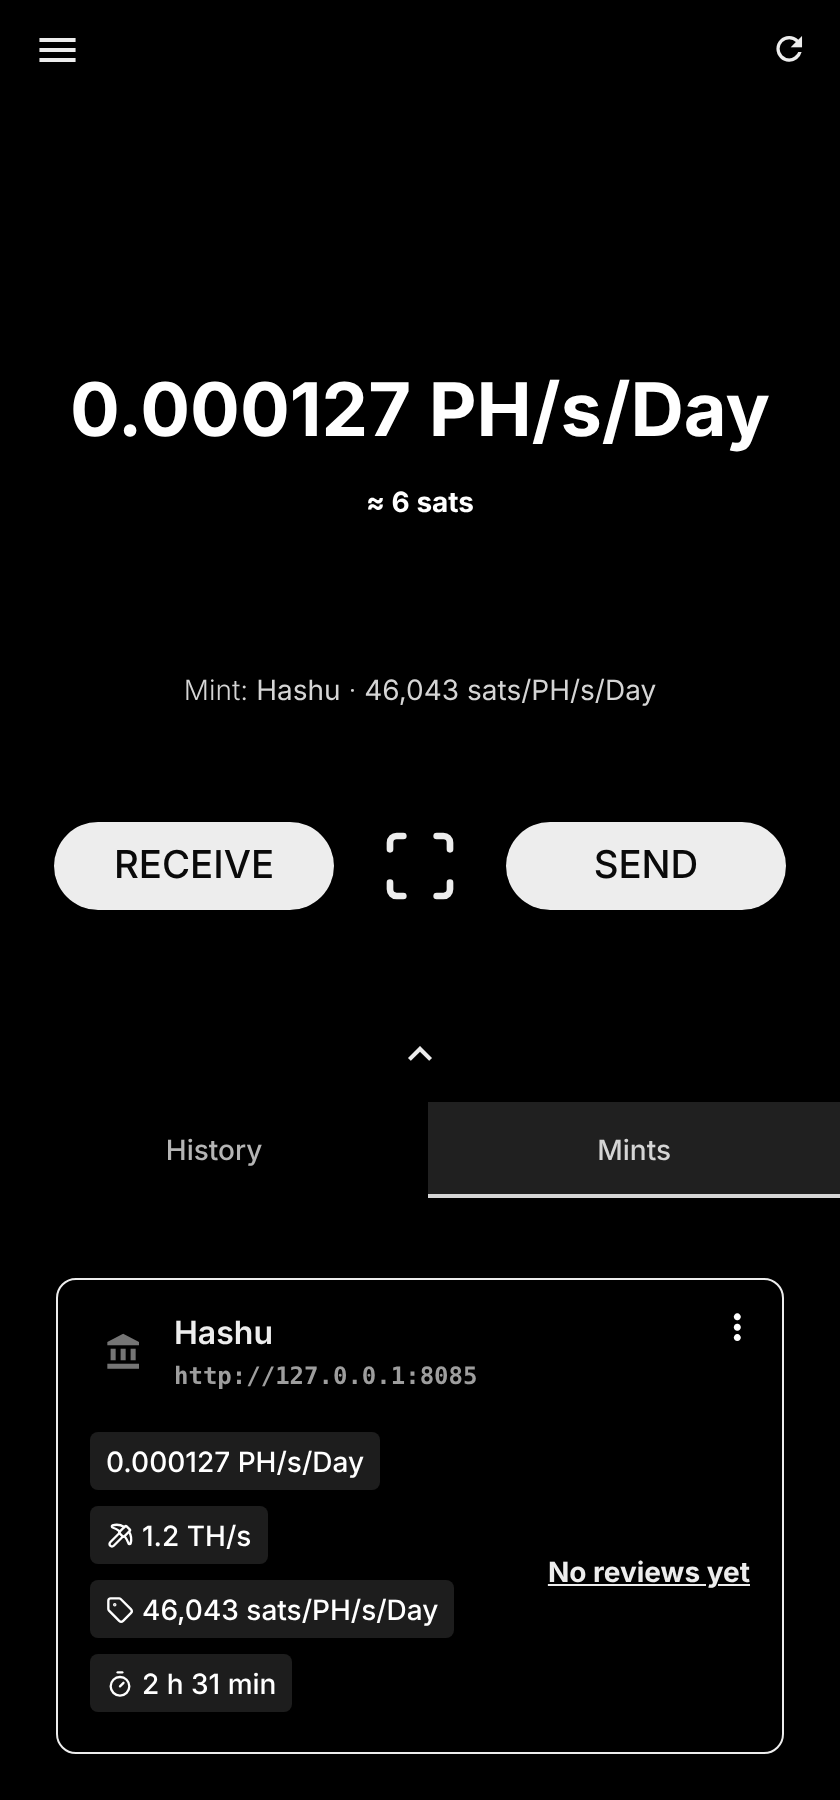 0.000127 PH/s/Day
≈ 6 sats
Mint: Hashu · 46,043 sats/PH/s/Day
RECEIVE
SEND
History
Mints
Hashu
http://127.0.0.1:8085
0.000127 PH/s/Day
1.2 TH/s
No reviews yet
46,043 sats/PH/s/Day
2 h 31 min